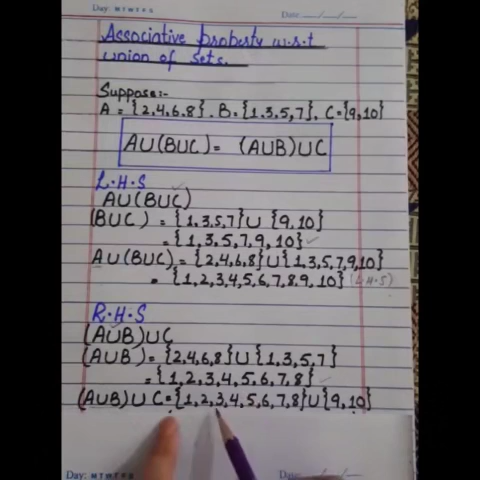 Day: M T W T F S
Date: __/__/__
Associative property w.r.t
union of Sets.
Suppose:-
A = {2,4,6,8}. B={1,3,5,7}. C={9,10}
AU(BUC)= (AUB)UC
L.H.S
AU(BUC)
(BUC) = {1,3,5,7}U {9,10}
={1,3,5,7,9,10}
AU(BUC)= {2,4,6,8}U{1,3,5,7,9,10}
= {1,2,3,4,5,6,7,8,9,10} (L.H.S)
R.H.S
(AUB)UC
(AUB)= {2,4,6,8}U{1,3,5,7}
={1,2,3,4,5,6,7,8}
(AUB)U C={1,2,3,4,5,6,7,8}U{9,10}
Day: M T W T F S
Date: